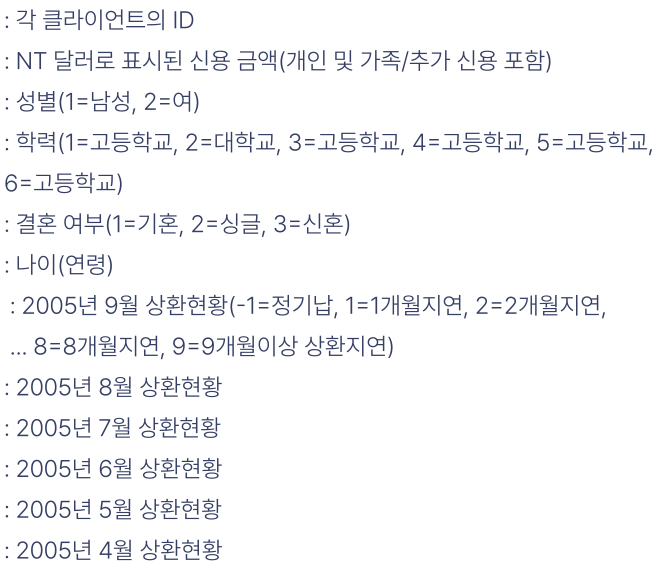 : 각 클라이언트의 ID
: NT 달러로 표시된 신용 금액(개인 및 가족/추가 신용 포함)
: 성별(1=남성, 2=여)
: 학력(1=고등학교, 2=대학교, 3=고등학교, 4=고등학교, 5=고등학교,
6=고등학교)
: 결혼 여부(1=기혼, 2=싱글, 3=신혼)
: 나이(연령)
: 2005년 9월 상환현황(-1=정기납, 1=1개월지연, 2=2개월지연,
... 8=8개월지연, 9=9개월이상 상환지연)
: 2005년 8월 상환현황
: 2005년 7월 상환현황
: 2005년 6월 상환현황
: 2005년 5월 상환현황
: 2005년 4월 상환현황